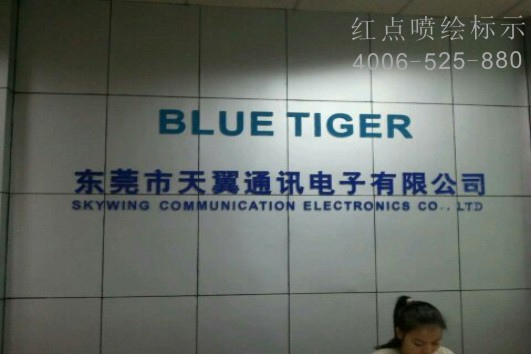 红点喷绘标示
4006-525-880
BLUE TIGER
东莞市天翼通讯电子有限公司
SKYWING COMMUNICATION ELECTRONICS CO., LTD